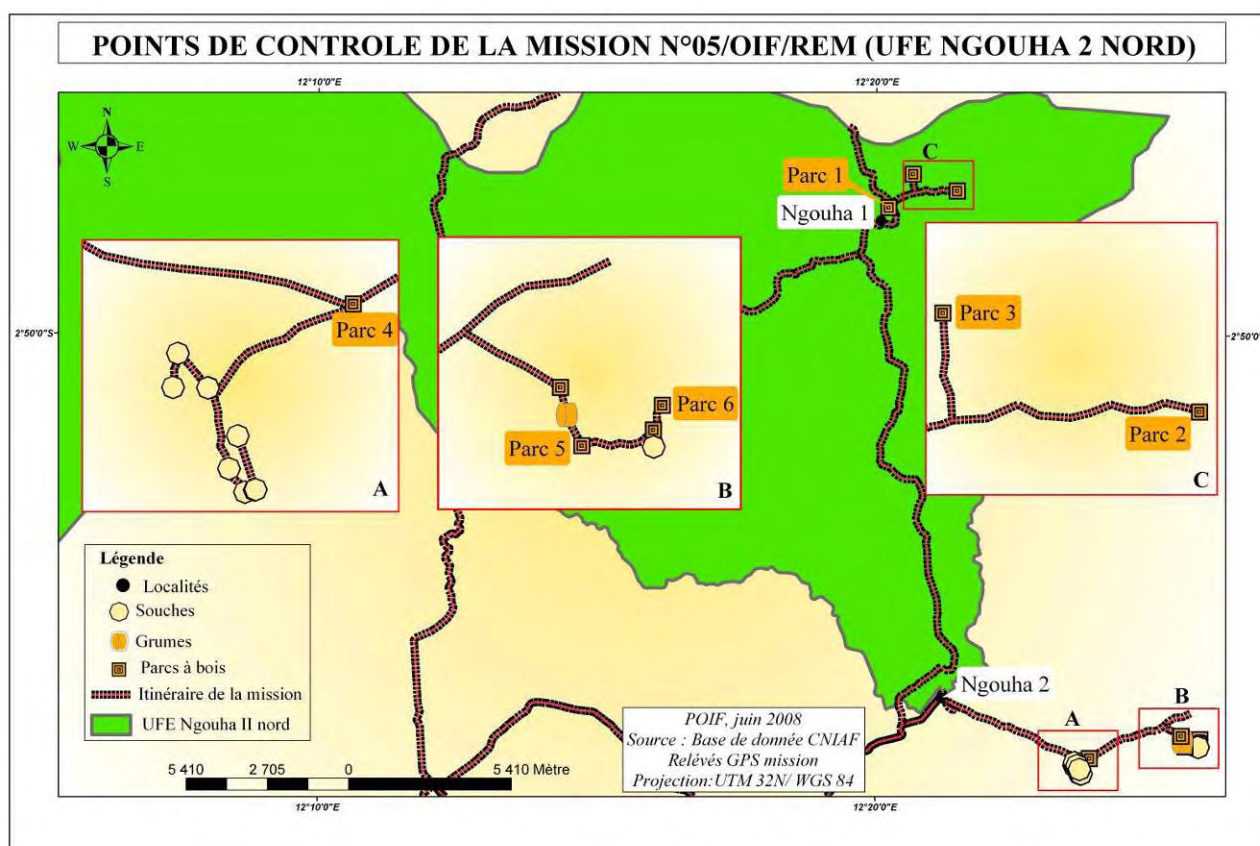 POINTS DE CONTROLE DE LA MISSION N°05/OIF/REM (UFE NGOUHA 2 NORD)
12°10'0"E
12°20'0"E
N
W
E
S
C
Parc 1
Ngouha 1
2°50'0"S
2°50'0"S
Parc 4
A
Parc 6
Parc 5
B
Parc 3
Parc 2
C
Légende
Localités
Souches
Grumes
Parcs à bois
Itinéraire de la mission
UFE Ngouha II nord
Ngouha 2
A
B
POIF, juin 2008
Source : Base de donnée CNIAF
Relévés GPS mission
Projection:UTM 32N/ WGS 84
5 410 2 705 0 5 410 Mètre
12°10'0"E
12°20'0"E